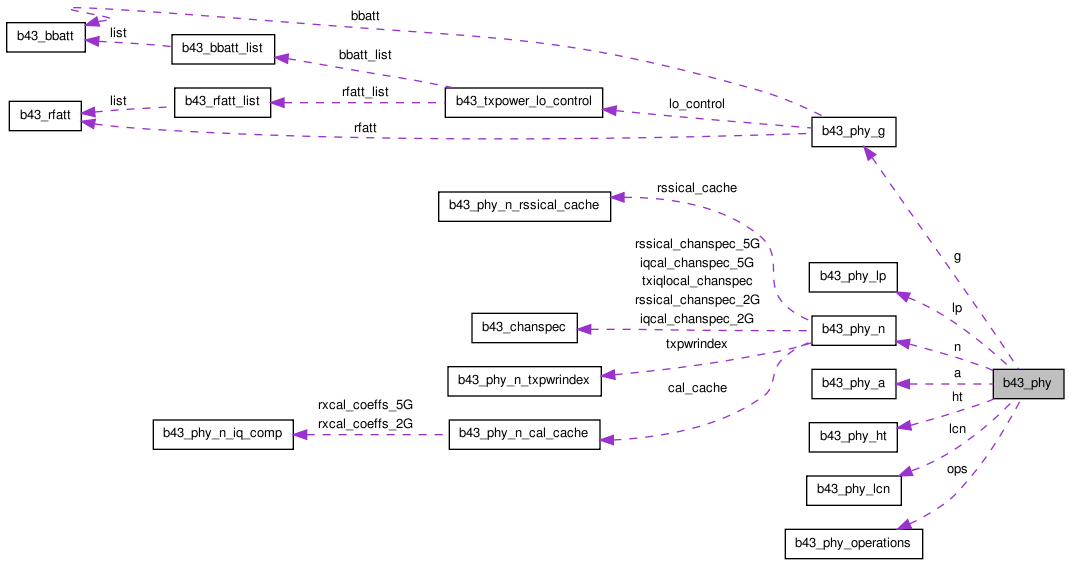 bbatt
b43_bbatt
list
b43_bbatt_list
bbatt_list
b43_rfatt
list
b43_rfatt_list
rfatt_list
b43_txpower_lo_control
lo_control
rfatt
b43_phy_g
b43_phy_n_rssical_cache
rssical_cache
rssical_chanspec_5G
iqcal_chanspec_5G
txiqlocal_chanspec
rssical_chanspec_2G
iqcal_chanspec_2G
b43_chanspec
txpwrindex
b43_phy_n_txpwrindex
cal_cache
rxcal_coeffs_5G
rxcal_coeffs_2G
b43_phy_n_iq_comp
b43_phy_n_cal_cache
g
b43_phy_lp
lp
b43_phy_n
n
b43_phy_a
a
b43_phy
ht
b43_phy_ht
lcn
b43_phy_lcn
ops
b43_phy_operations